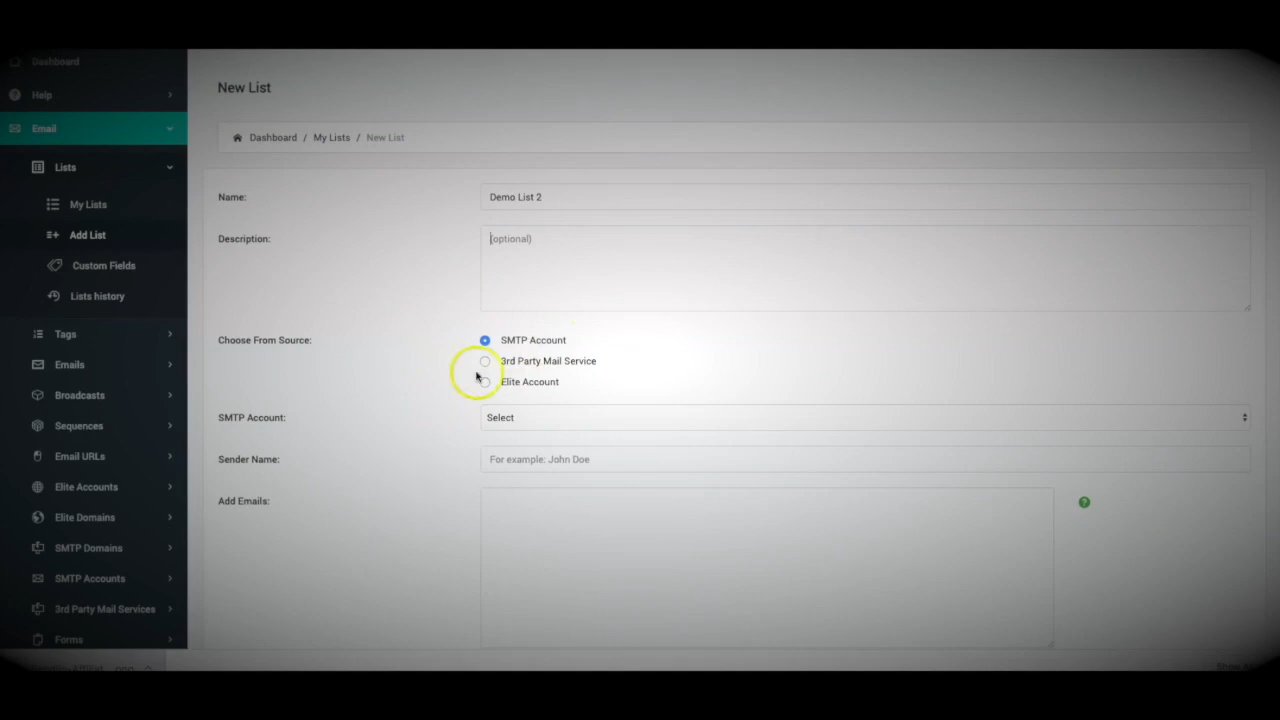 Dashboard
Help
Email
Lists
My Lists
Add List
Custom Fields
Lists history
Tags
Emails
Broadcasts
Sequences
Email URLs
Elite Accounts
Elite Domains
SMTP Domains
SMTP Accounts
3rd Party Mail Services
Forms
New List
Dashboard / My Lists / New List
Name: Demo List 2
Description: (optional)
Choose From Source: SMTP Account
3rd Party Mail Service
Elite Account
SMTP Account: Select
Sender Name: For example: John Doe
Add Emails: